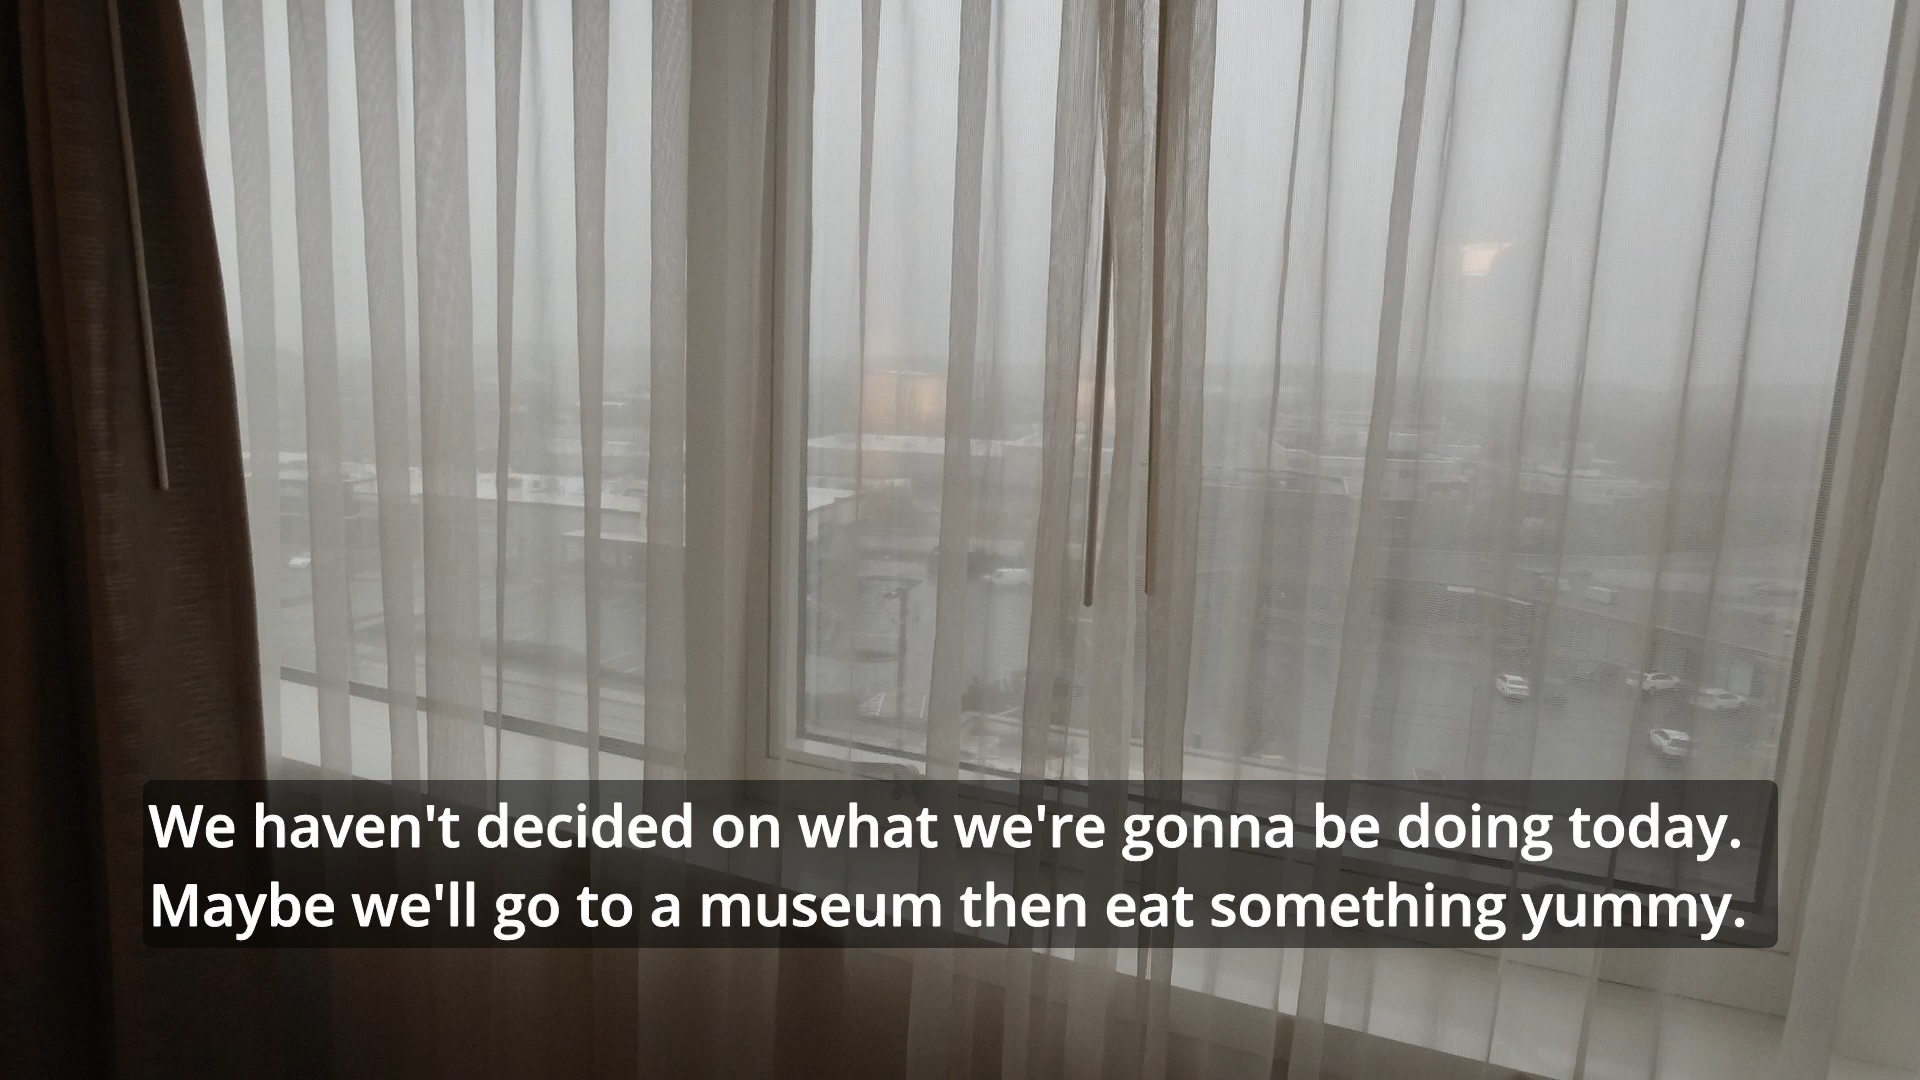 We haven't decided on what we're gonna be doing today.
Maybe we'll go to a museum then eat something yummy.